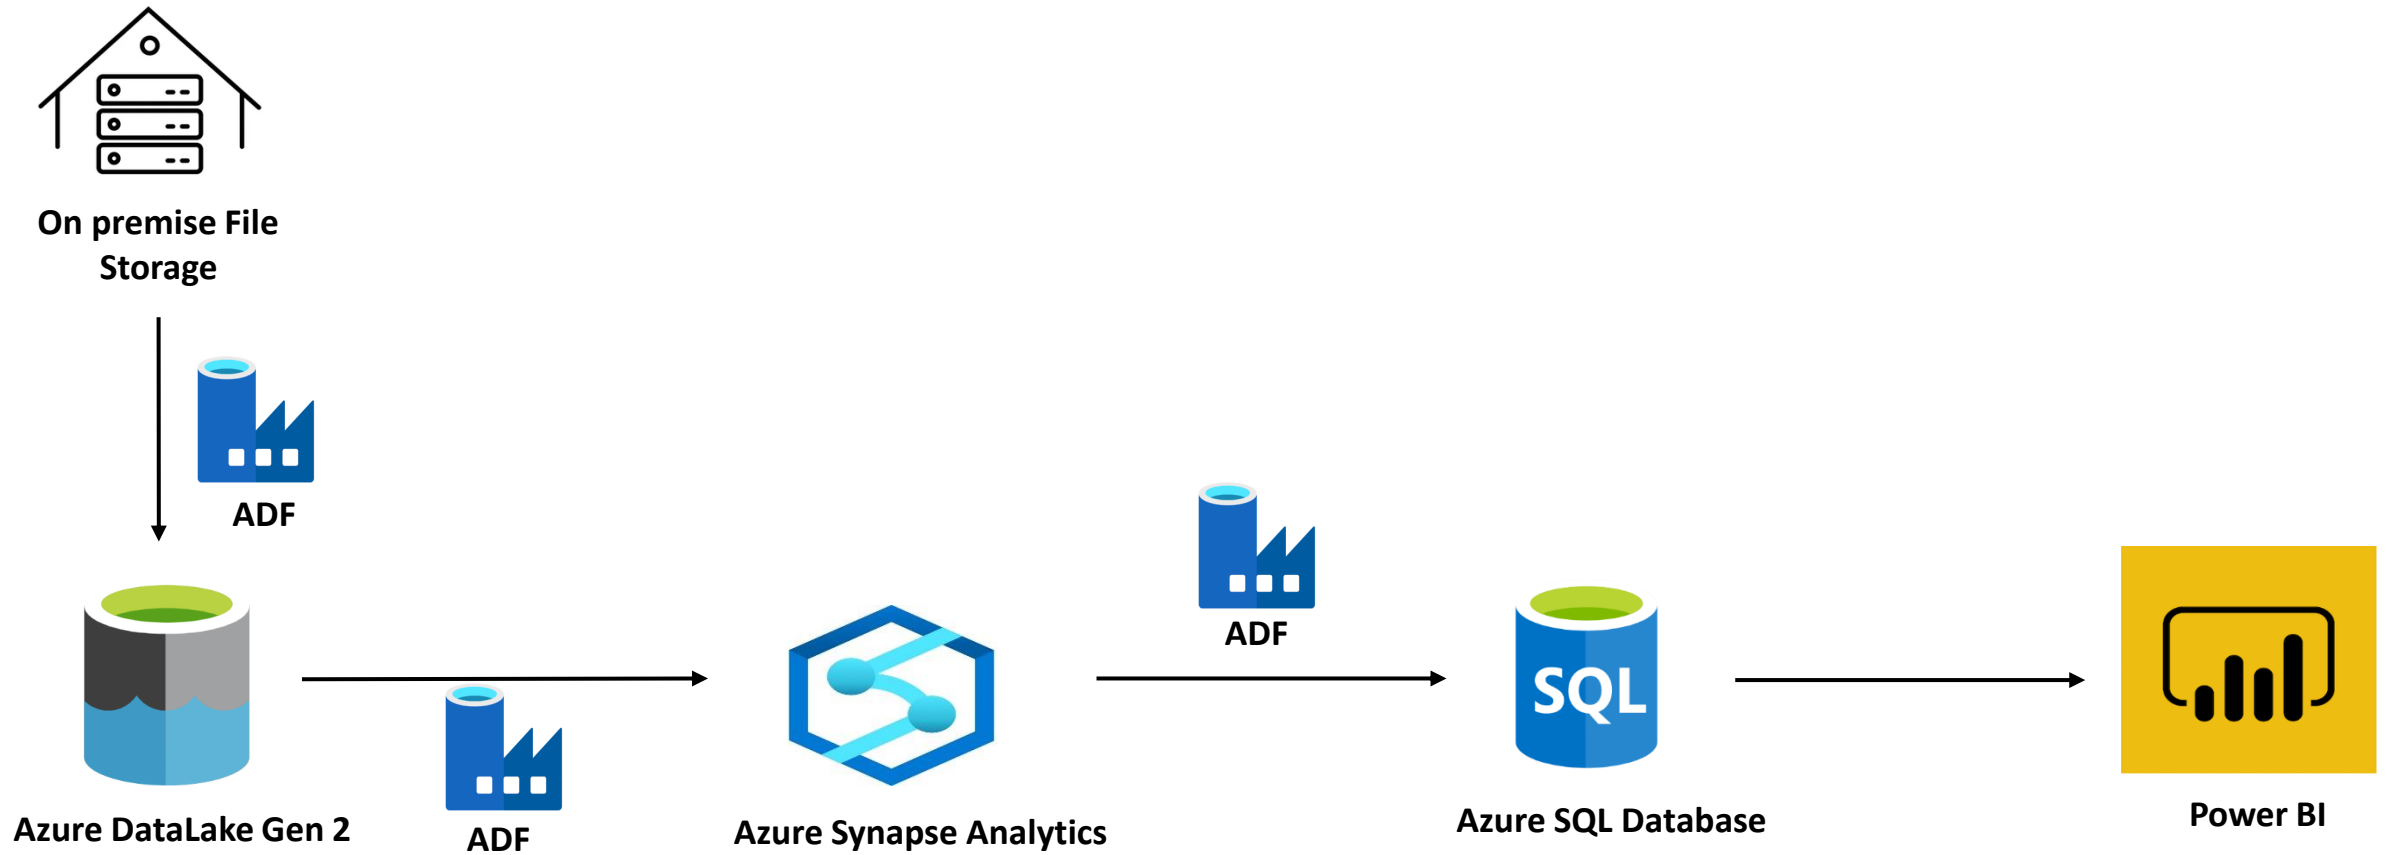 On premise File
Storage
ADF
ADF
SQL
Azure DataLake Gen 2
ADF
Azure Synapse Analytics
Azure SQL Database
Power BI